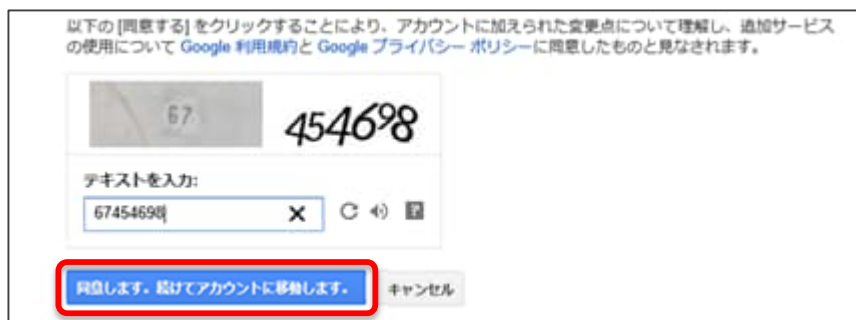 以下の [同意する] をクリックすることにより、アカウントに加えられた変更点について理解し、追加サービス
の使用について Google 利用規約と Google プライバシー ポリシーに同意したものと見なされます。
67 454698
テキストを入力:
67454698
同意します。続けてアカウントに移動します。 キャンセル